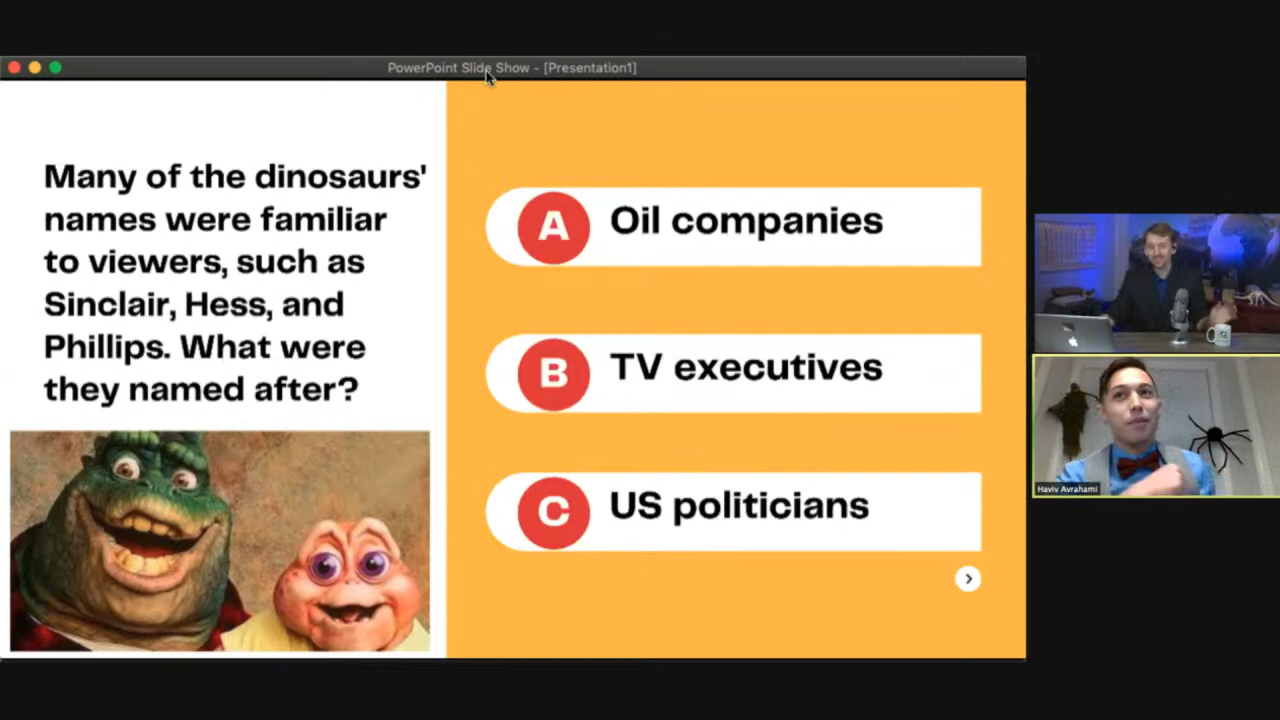 PowerPoint Slide Show - [Presentation1]
Many of the dinosaurs'
names were familiar
to viewers, such as
Sinclair, Hess, and
Phillips. What were
they named after?
A Oil companies
B TV executives
C US politicians
Haviv Avrahami